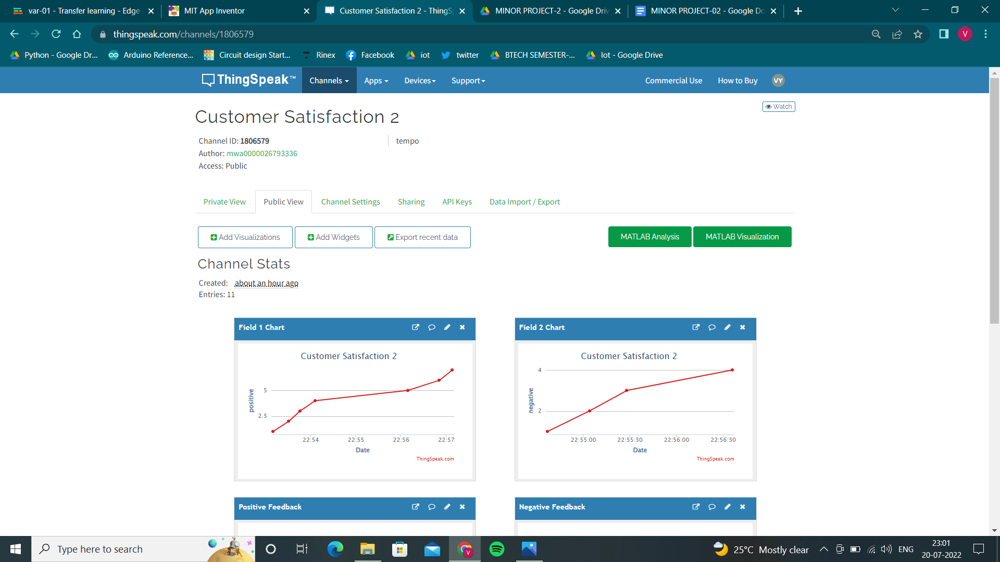 var-01 - Transfer learning - Edge
MIT App Inventor
Customer Satisfaction 2 - ThingS
MINOR PROJECT-2 - Google Driv
MINOR PROJECT-02 - Google Do
thingspeak.com/channels/1806579
V
Python - Google Dr...
Arduino Reference...
Circuit design Start...
Rinex
Facebook
iot
twitter
BTECH SEMESTER-...
Iot - Google Drive
ThingSpeak™
Channels
Apps
Devices
Support
Commercial Use
How to Buy
VY
Watch
Customer Satisfaction 2
Channel ID: 1806579
tempo
Author: mwa0000026793336
Access: Public
Private View
Public View
Channel Settings
Sharing
API Keys
Data Import / Export
Add Visualizations
Add Widgets
Export recent data
MATLAB Analysis
MATLAB Visualization
Channel Stats
Created: about an hour ago
Entries: 11
Field 1 Chart
Customer Satisfaction 2
positive
5
2.5
22:54
22:55
22:56
22:57
Date
ThingSpeak.com
Field 2 Chart
Customer Satisfaction 2
negative
4
2
22:55:00
22:55:30
22:56:00
22:56:30
Date
ThingSpeak.com
Positive Feedback
Negative Feedback
Type here to search
V
25°C Mostly clear
ENG
23:01
20-07-2022